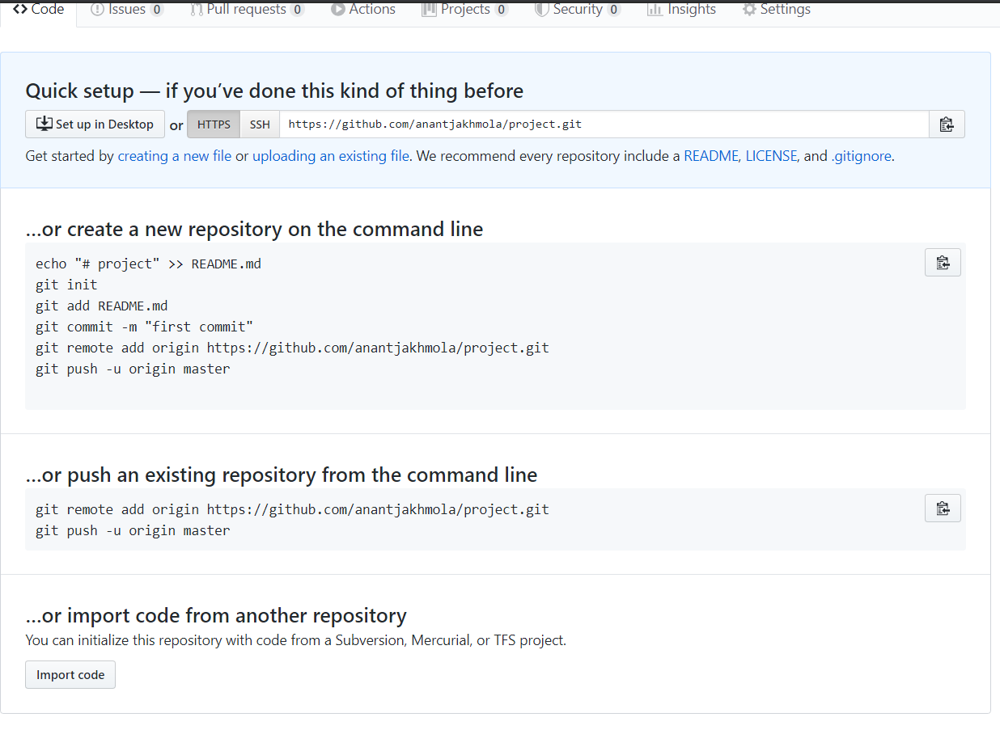 Code Issues 0 Pull requests 0 Actions Projects 0 Security 0 Insights Settings
Quick setup — if you’ve done this kind of thing before
Set up in Desktop or HTTPS SSH https://github.com/anantjakhmola/project.git
Get started by creating a new file or uploading an existing file. We recommend every repository include a README, LICENSE, and .gitignore.
…or create a new repository on the command line
echo "# project" >> README.md
git init
git add README.md
git commit -m "first commit"
git remote add origin https://github.com/anantjakhmola/project.git
git push -u origin master
…or push an existing repository from the command line
git remote add origin https://github.com/anantjakhmola/project.git
git push -u origin master
…or import code from another repository
You can initialize this repository with code from a Subversion, Mercurial, or TFS project.
Import code